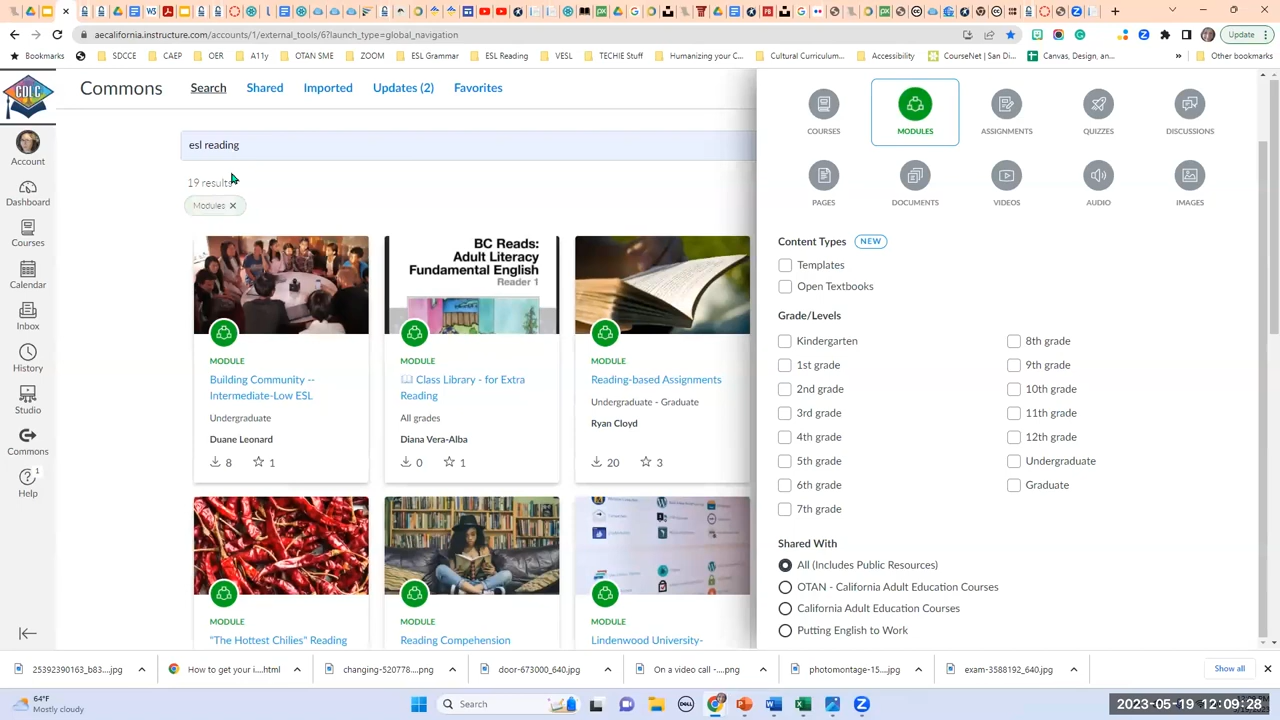 Update
aecalifornia.instructure.com/accounts/1/external_tools/6?launch_type=global_navigation
Bookmarks
SDCCE
CAEP
OER
A11y
OTAN SMCE
ZOOM
ESL Grammar
ESL Reading
VESL
TECHIE Stuff
Humanizing your C...
Cultural Curriculum...
Accessibility
CourseNet | San Di...
Canvas, Design, an...
»
Other bookmarks
CDLC
Account
Dashboard
Courses
Calendar
Inbox
History
Studio
Commons
1
Help
Commons
Search
Shared
Imported
Updates (2)
Favorites
esl reading
19 results
Modules
MODULE
Building Community --
Intermediate-Low ESL
Undergraduate
Duane Leonard
8
1
BC Reads:
Adult Literacy
Fundamental English
Reader 1
MODULE
Class Library - for Extra
Reading
All grades
Diana Vera-Alba
0
1
MODULE
Reading-based Assignments
Undergraduate - Graduate
Ryan Cloyd
20
3
MODULE
"The Hottest Chilies" Reading
MODULE
Reading Compehension
MODULE
Lindenwood University-
COURSES
MODULES
ASSIGNMENTS
QUIZZES
DISCUSSIONS
PAGES
DOCUMENTS
VIDEOS
AUDIO
IMAGES
Content Types NEW
Templates
Open Textbooks
Grade/Levels
Kindergarten
1st grade
2nd grade
3rd grade
4th grade
5th grade
6th grade
7th grade
8th grade
9th grade
10th grade
11th grade
12th grade
Undergraduate
Graduate
Shared With
All (Includes Public Resources)
OTAN - California Adult Education Courses
California Adult Education Courses
Putting English to Work
25392390163_b83....jpg
How to get your i....html
changing-520778....png
door-673000_640.jpg
On a video call -....png
photomontage-15....jpg
exam-3588192_640.jpg
Show all
64°F
Mostly cloudy
Search
DELL
2023-05-19 12:09:28